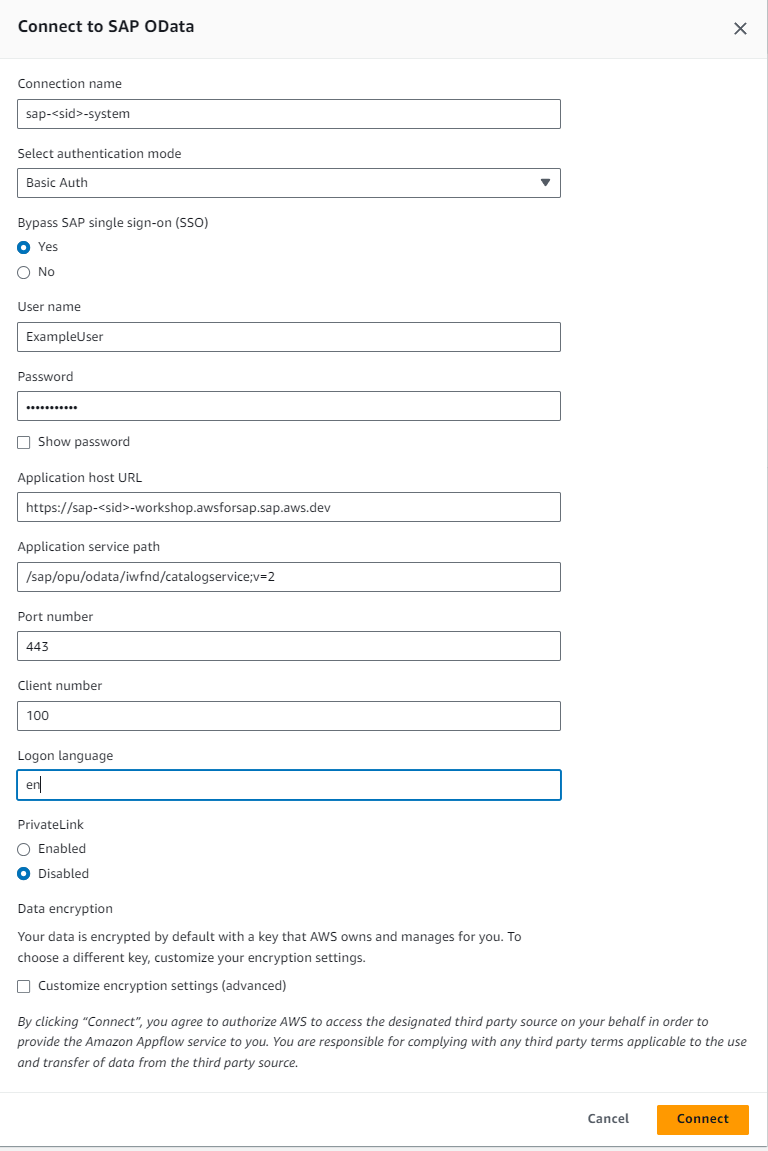 Connect to SAP OData
Connection name
sap-<sid>-system
Select authentication mode
Basic Auth
Bypass SAP single sign-on (SSO)
Yes
No
User name
ExampleUser
Password
•••••••••••
Show password
Application host URL
https://sap-<sid>-workshop.awsforsap.sap.aws.dev
Application service path
/sap/opu/odata/iwfnd/catalogservice;v=2
Port number
443
Client number
100
Logon language
en
PrivateLink
Enabled
Disabled
Data encryption
Your data is encrypted by default with a key that AWS owns and manages for you. To
choose a different key, customize your encryption settings.
Customize encryption settings (advanced)
By clicking “Connect”, you agree to authorize AWS to access the designated third party source on your behalf in order to
provide the Amazon Appflow service to you. You are responsible for complying with any third party terms applicable to the use
and transfer of data from the third party source.
Cancel
Connect